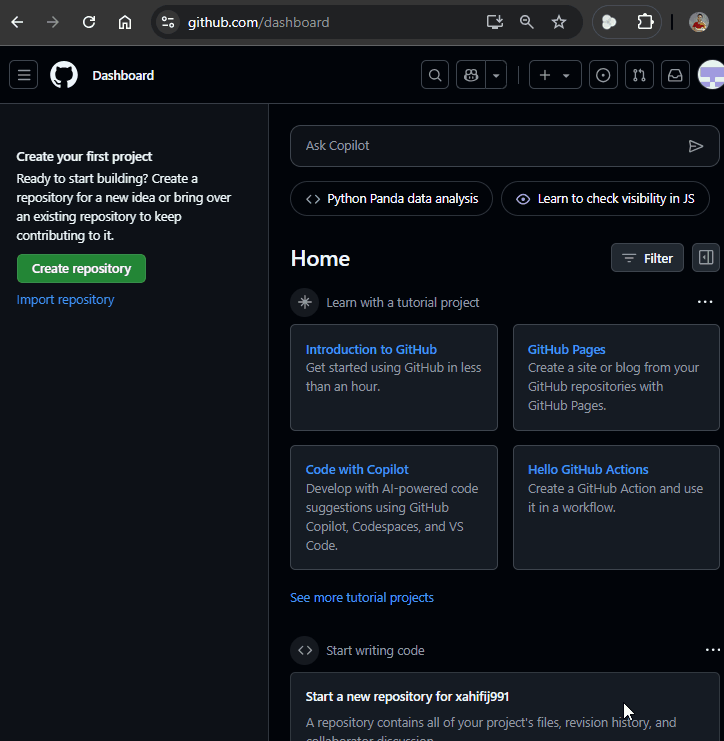 github.com/dashboard
Dashboard
Create your first project
Ready to start building? Create a
repository for a new idea or bring over
an existing repository to keep
contributing to it.
Create repository
Import repository
Ask Copilot
Python Panda data analysis
Learn to check visibility in JS
Home
Filter
Learn with a tutorial project
Introduction to GitHub
Get started using GitHub in less
than an hour.
GitHub Pages
Create a site or blog from your
GitHub repositories with
GitHub Pages.
Code with Copilot
Develop with AI-powered code
suggestions using GitHub
Copilot, Codespaces, and VS
Code.
Hello GitHub Actions
Create a GitHub Action and use
it in a workflow.
See more tutorial projects
Start writing code
Start a new repository for xahifij991
A repository contains all of your project's files, revision history, and
collaborator discussion.